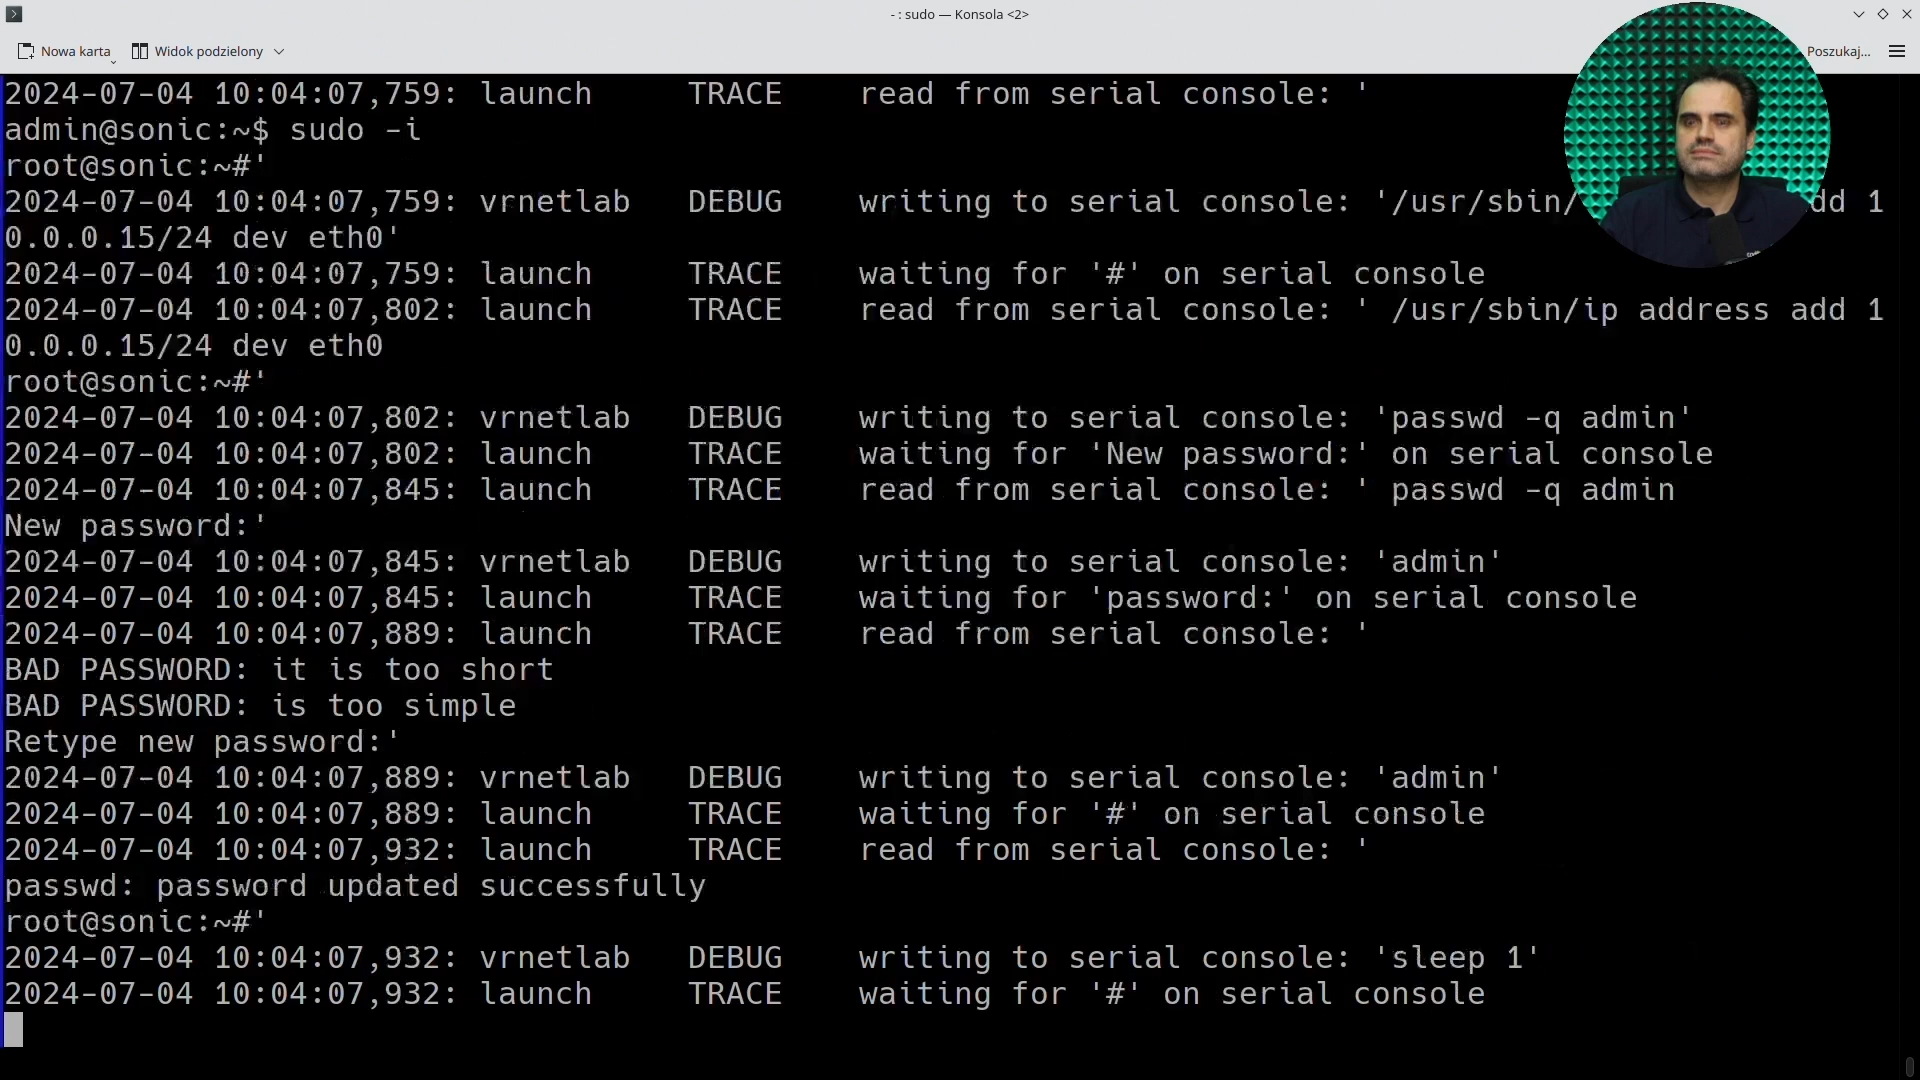 - : sudo — Konsola <2>
Nowa karta
Widok podzielony
Poszukaj...
2024-07-04 10:04:07,759: launch TRACE read from serial console: '
admin@sonic:~$ sudo -i
root@sonic:~#'
2024-07-04 10:04:07,759: vrnetlab DEBUG writing to serial console: '/usr/sbin/ dd 1
0.0.0.15/24 dev eth0'
2024-07-04 10:04:07,759: launch TRACE waiting for '#' on serial console
2024-07-04 10:04:07,802: launch TRACE read from serial console: ' /usr/sbin/ip address add 1
0.0.0.15/24 dev eth0
root@sonic:~#'
2024-07-04 10:04:07,802: vrnetlab DEBUG writing to serial console: 'passwd -q admin'
2024-07-04 10:04:07,802: launch TRACE waiting for 'New password:' on serial console
2024-07-04 10:04:07,845: launch TRACE read from serial console: ' passwd -q admin
New password:'
2024-07-04 10:04:07,845: vrnetlab DEBUG writing to serial console: 'admin'
2024-07-04 10:04:07,845: launch TRACE waiting for 'password:' on serial console
2024-07-04 10:04:07,889: launch TRACE read from serial console: '
BAD PASSWORD: it is too short
BAD PASSWORD: is too simple
Retype new password:'
2024-07-04 10:04:07,889: vrnetlab DEBUG writing to serial console: 'admin'
2024-07-04 10:04:07,889: launch TRACE waiting for '#' on serial console
2024-07-04 10:04:07,932: launch TRACE read from serial console: '
passwd: password updated successfully
root@sonic:~#'
2024-07-04 10:04:07,932: vrnetlab DEBUG writing to serial console: 'sleep 1'
2024-07-04 10:04:07,932: launch TRACE waiting for '#' on serial console